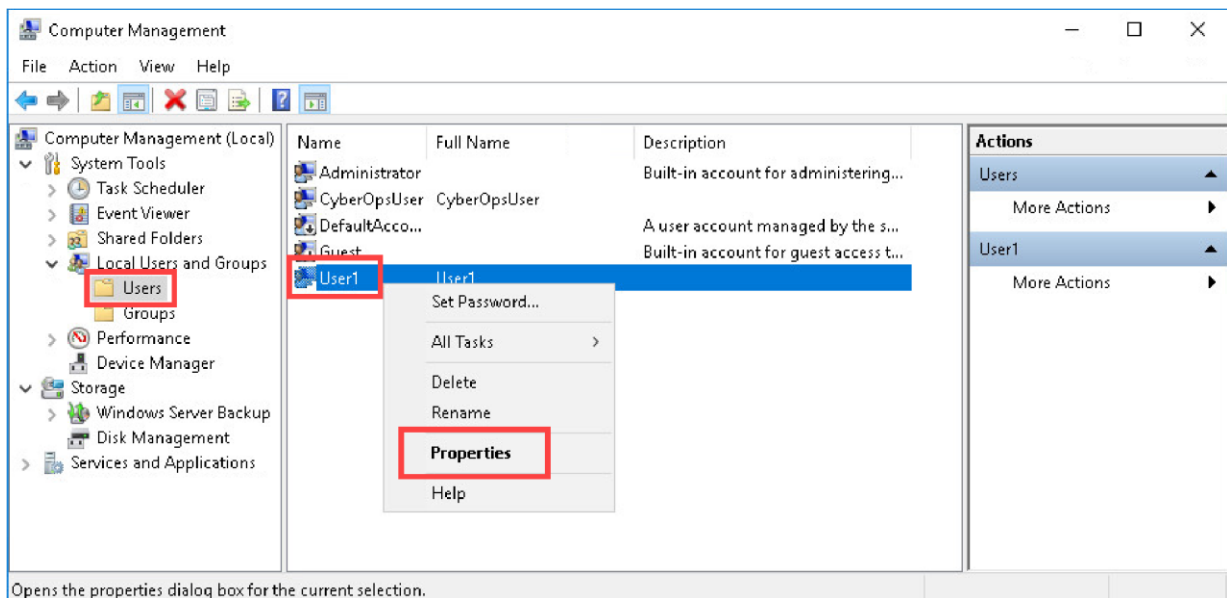 Computer Management
File Action View Help
Computer Management (Local)
System Tools
Task Scheduler
Event Viewer
Shared Folders
Local Users and Groups
Users
Groups
Performance
Device Manager
Storage
Windows Server Backup
Disk Management
Services and Applications
Name Full Name Description
Administrator Built-in account for administering...
CyberOpsUser CyberOpsUser
DefaultAcco... A user account managed by the s...
Guest Built-in account for guest access t...
User1 User1
Set Password...
All Tasks
Delete
Rename
Properties
Help
Actions
Users
More Actions
User1
More Actions
Opens the properties dialog box for the current selection.